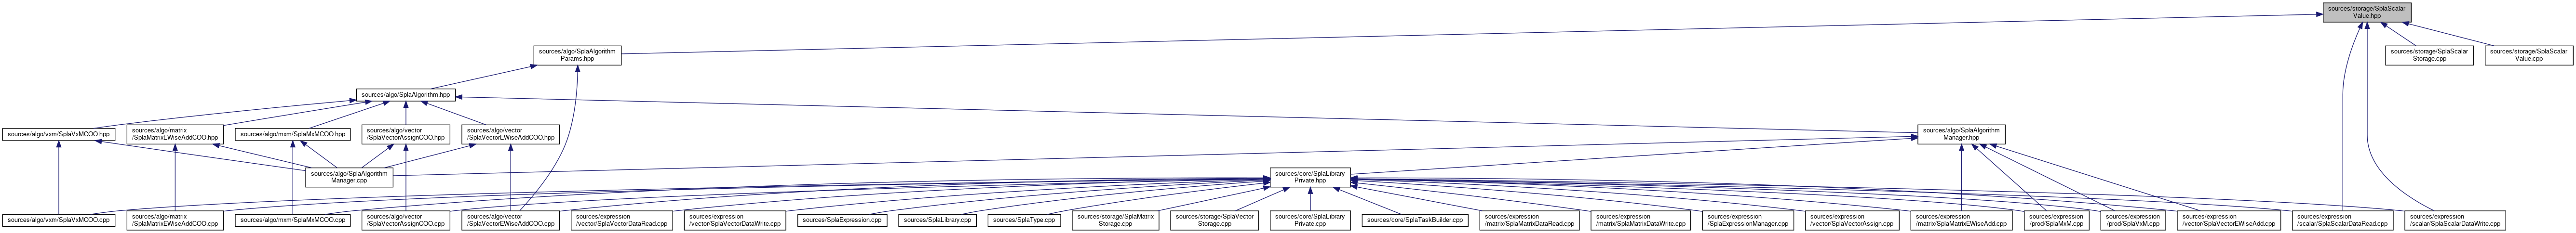 sources/storage/SplaScalar
Value.hpp
sources/algo/SplaAlgorithm
Params.hpp
sources/storage/SplaScalar
Storage.cpp
sources/storage/SplaScalar
Value.cpp
sources/algo/SplaAlgorithm.hpp
sources/algo/vxm/SplaVxMCOO.hpp
sources/algo/matrix
/SplaMatrixEWiseAddCOO.hpp
sources/algo/mxm/SplaMxMCOO.hpp
sources/algo/vector
/SplaVectorAssignCOO.hpp
sources/algo/vector
/SplaVectorEWiseAddCOO.hpp
sources/algo/SplaAlgorithm
Manager.hpp
sources/algo/SplaAlgorithm
Manager.cpp
sources/core/SplaLibrary
Private.hpp
sources/algo/vxm/SplaVxMCOO.cpp
sources/algo/matrix
/SplaMatrixEWiseAddCOO.cpp
sources/algo/mxm/SplaMxMCOO.cpp
sources/algo/vector
/SplaVectorAssignCOO.cpp
sources/algo/vector
/SplaVectorEWiseAddCOO.cpp
sources/expression
/vector/SplaVectorDataRead.cpp
sources/expression
/vector/SplaVectorDataWrite.cpp
sources/SplaExpression.cpp
sources/SplaLibrary.cpp
sources/SplaType.cpp
sources/storage/SplaMatrix
Storage.cpp
sources/storage/SplaVector
Storage.cpp
sources/core/SplaLibrary
Private.cpp
sources/core/SplaTaskBuilder.cpp
sources/expression
/matrix/SplaMatrixDataRead.cpp
sources/expression
/matrix/SplaMatrixDataWrite.cpp
sources/expression
/SplaExpressionManager.cpp
sources/expression
/vector/SplaVectorAssign.cpp
sources/expression
/matrix/SplaMatrixEWiseAdd.cpp
sources/expression
/prod/SplaMxM.cpp
sources/expression
/prod/SplaVxM.cpp
sources/expression
/vector/SplaVectorEWiseAdd.cpp
sources/expression
/scalar/SplaScalarDataRead.cpp
sources/expression
/scalar/SplaScalarDataWrite.cpp